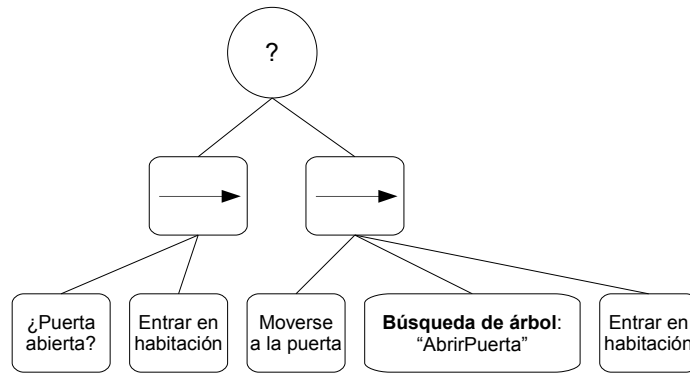 ?
¿Puerta
abierta?
Entrar en
habitación
Moverse
a la puerta
Búsqueda de árbol:
“AbrirPuerta”
Entrar en
habitación